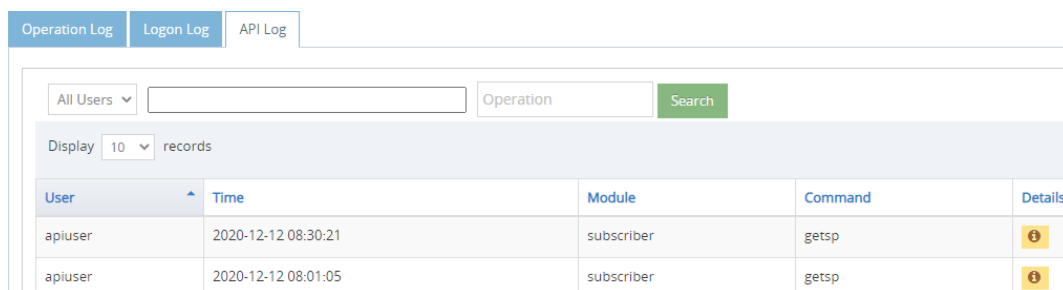 Operation Log Logon Log API Log
All Users Operation Search
Display 10 records
User Time Module Command Details
apiuser 2020-12-12 08:30:21 subscriber getsp
apiuser 2020-12-12 08:01:05 subscriber getsp